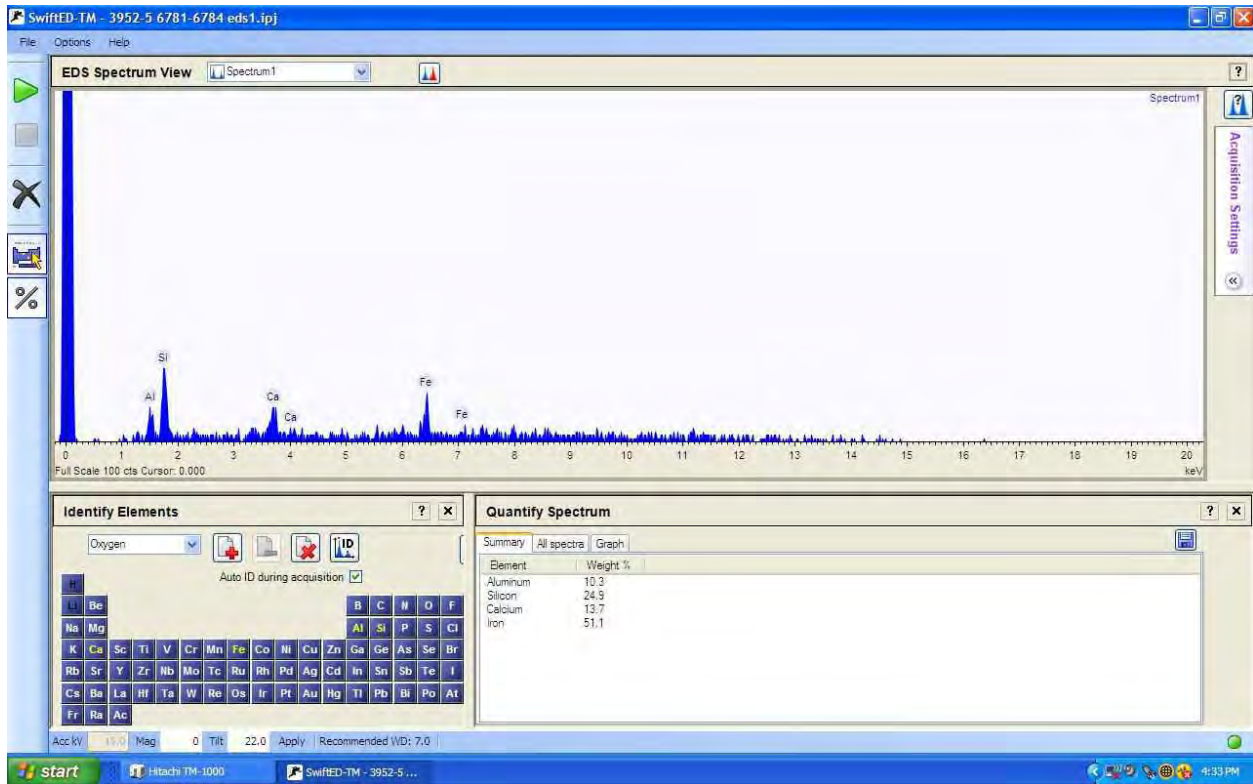 SwiftED-TM - 3952-5 6781-6784 eds1.ipj
File Options Help
EDS Spectrum View Spectrum1 ?
Spectrum1
?
Acquisition Settings
%
Si
Al
Ca
Ca
Fe
Fe
0 1 2 3 4 5 6 7 8 9 10 11 12 13 14 15 16 17 18 19 20
Full Scale 100 cts Cursor: 0.000 keV
Identify Elements ? ×
Oxygen ID
Auto ID during acquisition
H
Li Be B C N O F
Na Mg Al Si P S Cl
K Ca Sc Ti V Cr Mn Fe Co Ni Cu Zn Ga Ge As Se Br
Rb Sr Y Zr Nb Mo Tc Ru Rh Pd Ag Cd In Sn Sb Te I
Cs Ba La Hf Ta W Re Os Ir Pt Au Hg Tl Pb Bi Po At
Fr Ra Ac
Quantify Spectrum ? ×
Summary All spectra Graph
Element Weight %
Aluminum 10.3
Silicon 24.9
Calcium 13.7
Iron 51.1
Acc kV 15.0 Mag 0 Tilt 22.0 Apply Recommended WD: 7.0
start Hitachi TM-1000 SwiftED-TM - 3952-5 ... 4:33 PM